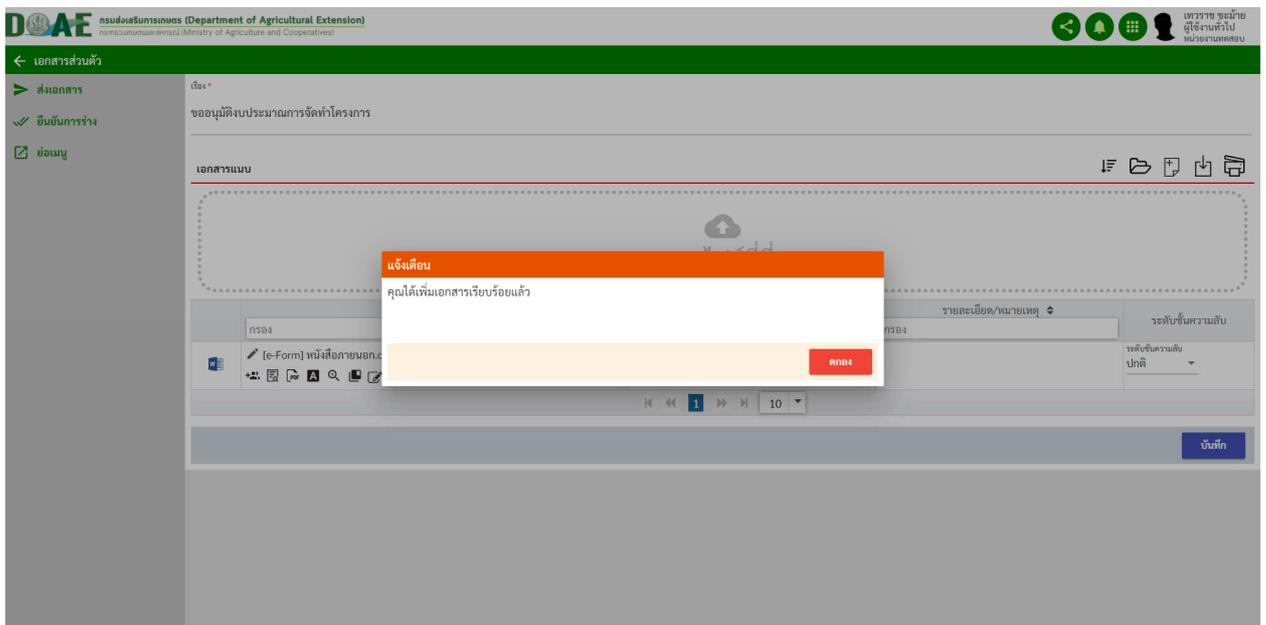 DOAE กรมส่งเสริมการเกษตร (Department of Agricultural Extension)
กระทรวงเกษตรและสหกรณ์ (Ministry of Agriculture and Cooperatives)
เทวราช ขะม้าย
ผู้ใช้งานทั่วไป
หน่วยงานทดสอบ
เอกสารส่วนตัว
ส่งเอกสาร
ยืนยันการร่าง
ย่อเมนู
เรื่อง *
ขออนุมัติงบประมาณการจัดทำโครงการ
เอกสารแนบ
แจ้งเตือน
คุณได้เพิ่มเอกสารเรียบร้อยแล้ว
ตกลง
รายละเอียด/หมายเหตุ
ระดับชั้นความลับ
กรอง
กรอง
[e-Form] หนังสือภายนอก.d
ระดับชั้นความลับ
ปกติ
1 10
บันทึก